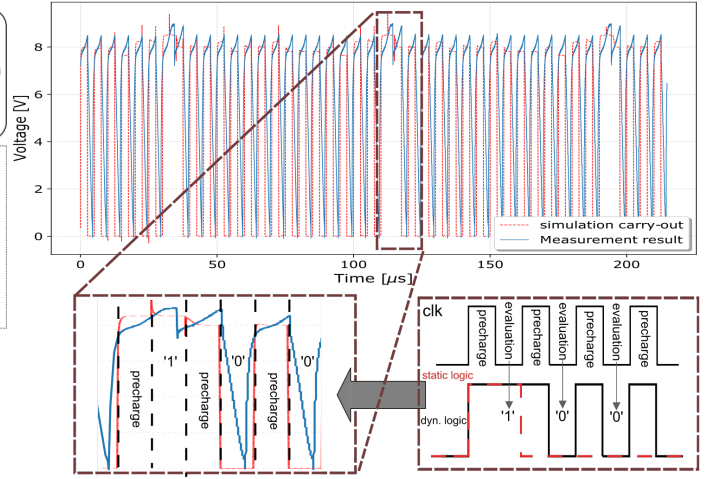 8
6
4
2
0
Voltage [V]
simulation carry-out
Measurement result
0
50
100
150
200
Time [μs]
precharge
'1'
precharge
'0'
precharge
'0'
clk
precharge
evaluation
precharge
evaluation
precharge
evaluation
precharge
static logic
dyn. logic
'1'
'0'
'0'